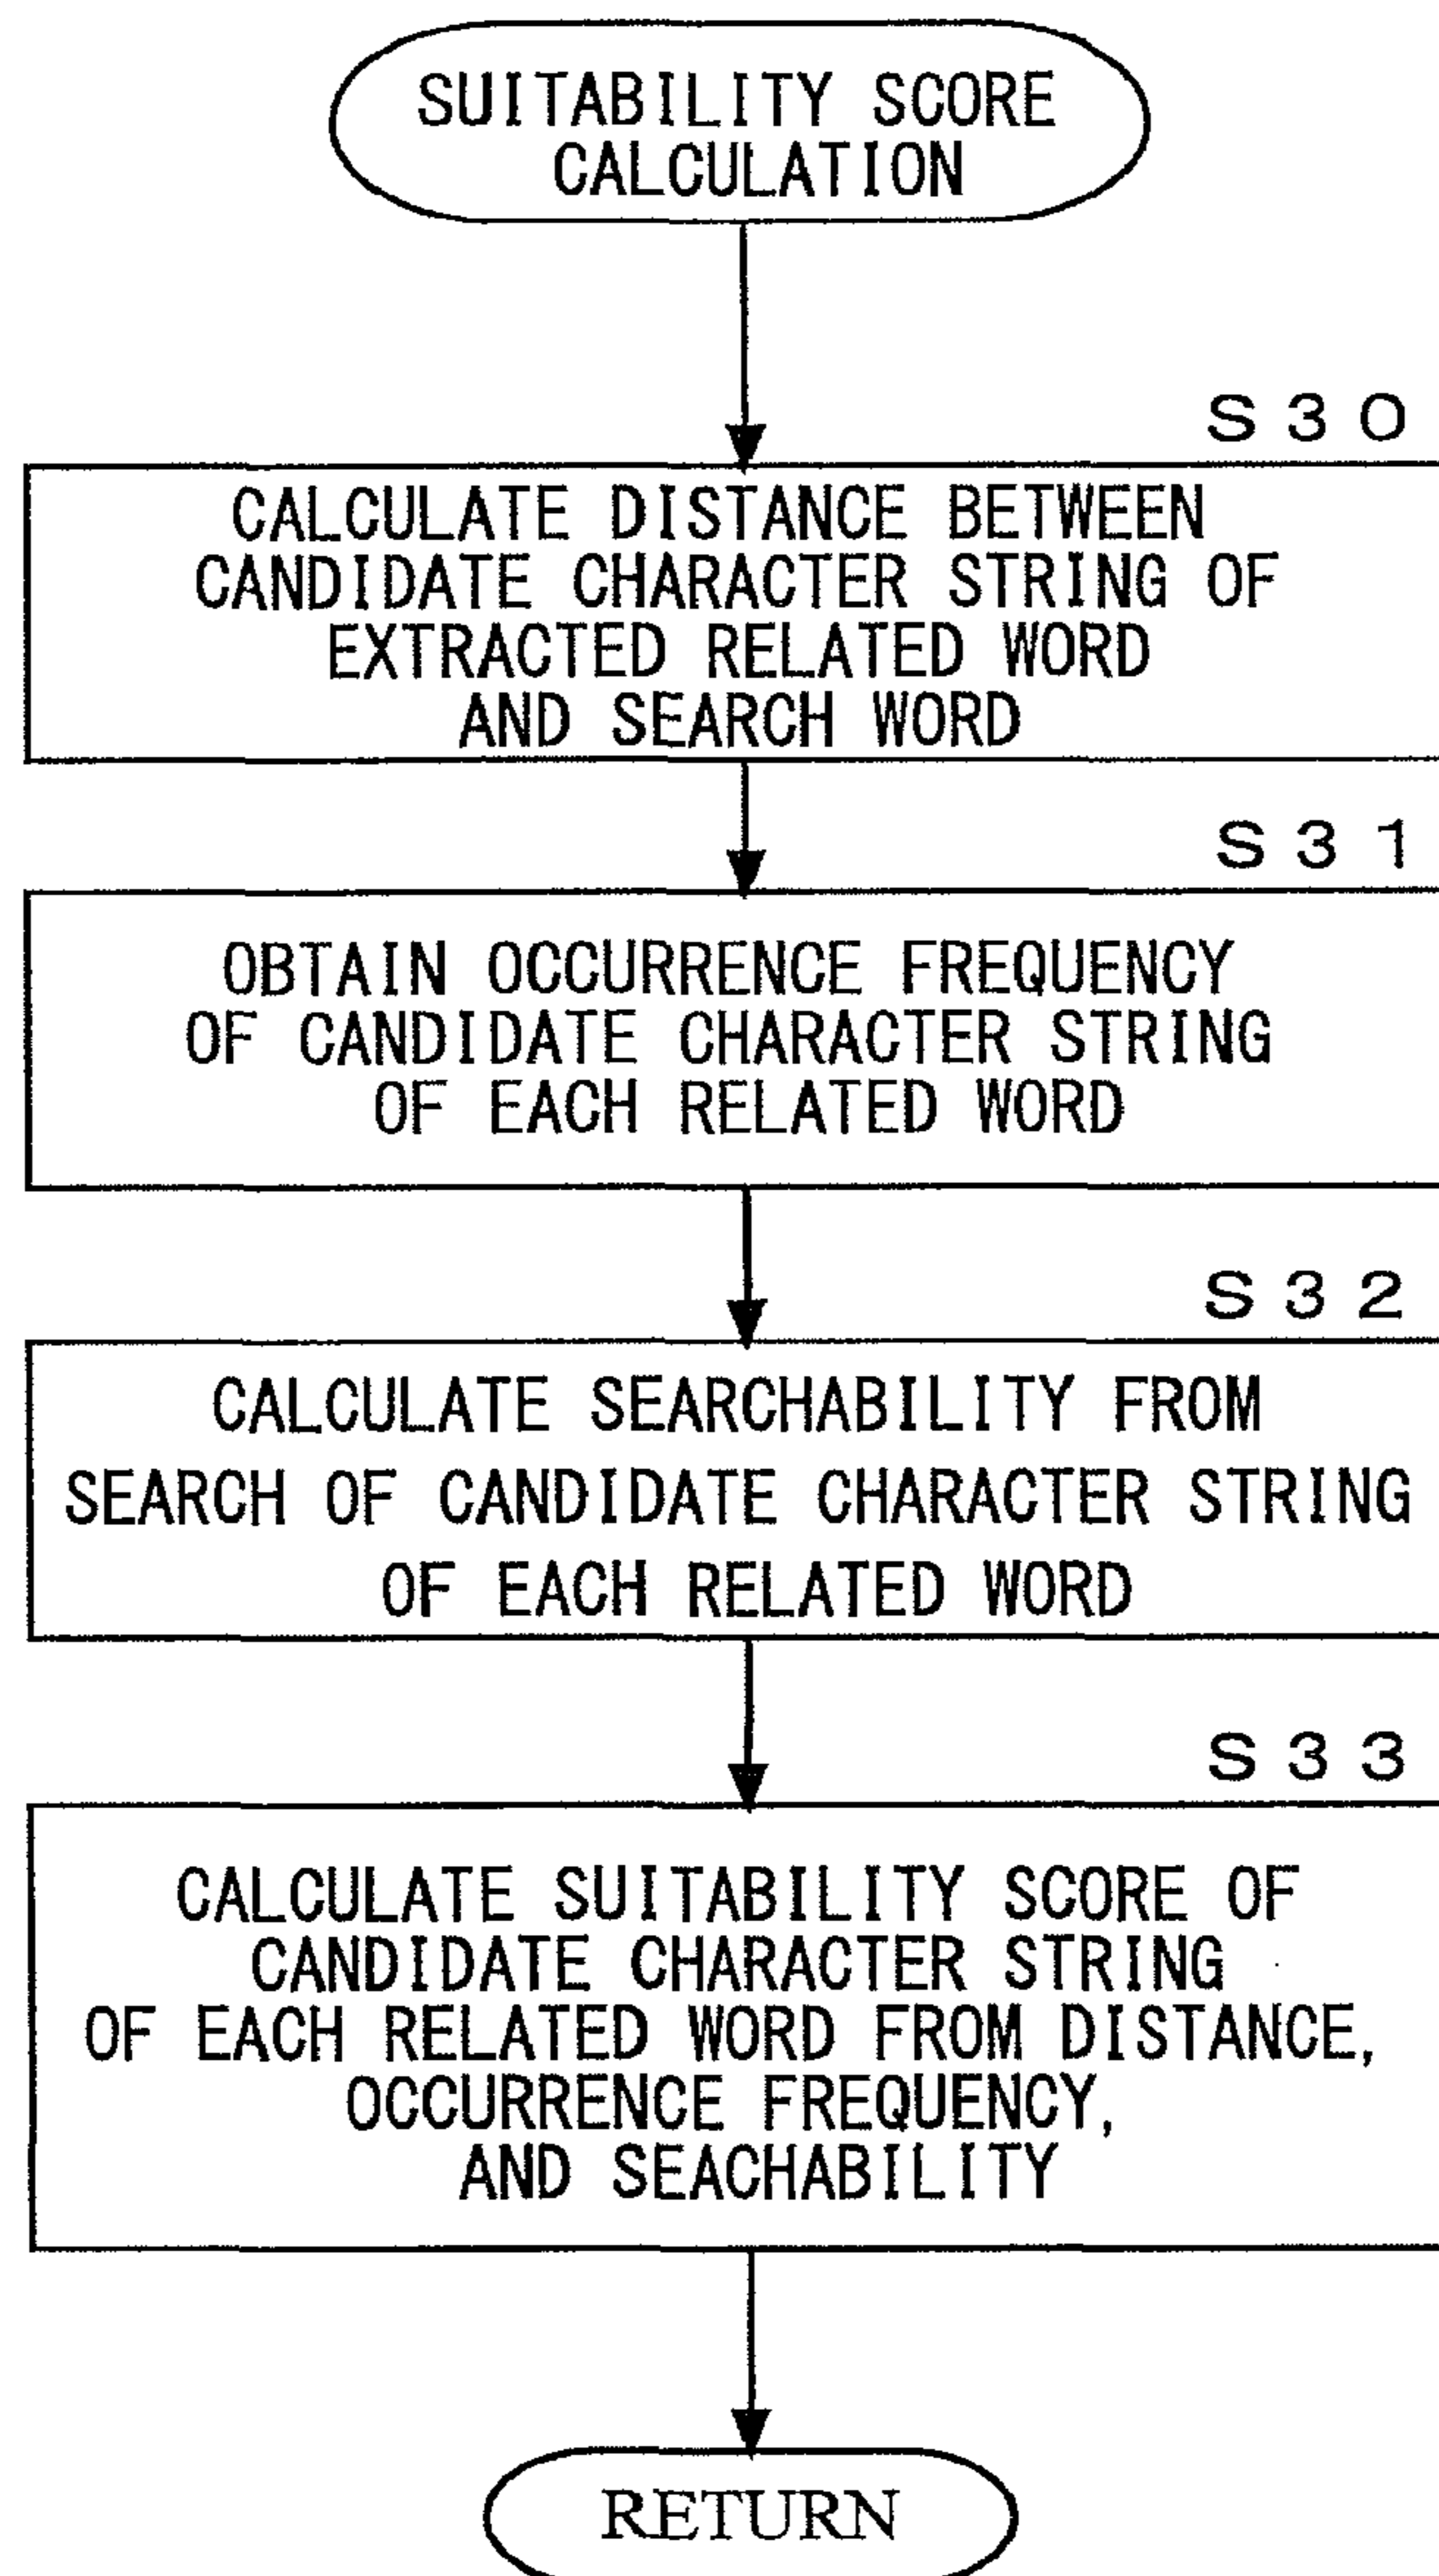 SUITABILITY SCORE
CALCULATION
S30
CALCULATE DISTANCE BETWEEN
CANDIDATE CHARACTER STRING OF
EXTRACTED RELATED WORD
AND SEARCH WORD
S31
OBTAIN OCCURRENCE FREQUENCY
OF CANDIDATE CHARACTER STRING
OF EACH RELATED WORD
S32
CALCULATE SEARCHABILITY FROM
SEARCH OF CANDIDATE CHARACTER STRING
OF EACH RELATED WORD
S33
CALCULATE SUITABILITY SCORE OF
CANDIDATE CHARACTER STRING
OF EACH RELATED WORD FROM DISTANCE,
OCCURRENCE FREQUENCY,
AND SEACHABILITY
RETURN